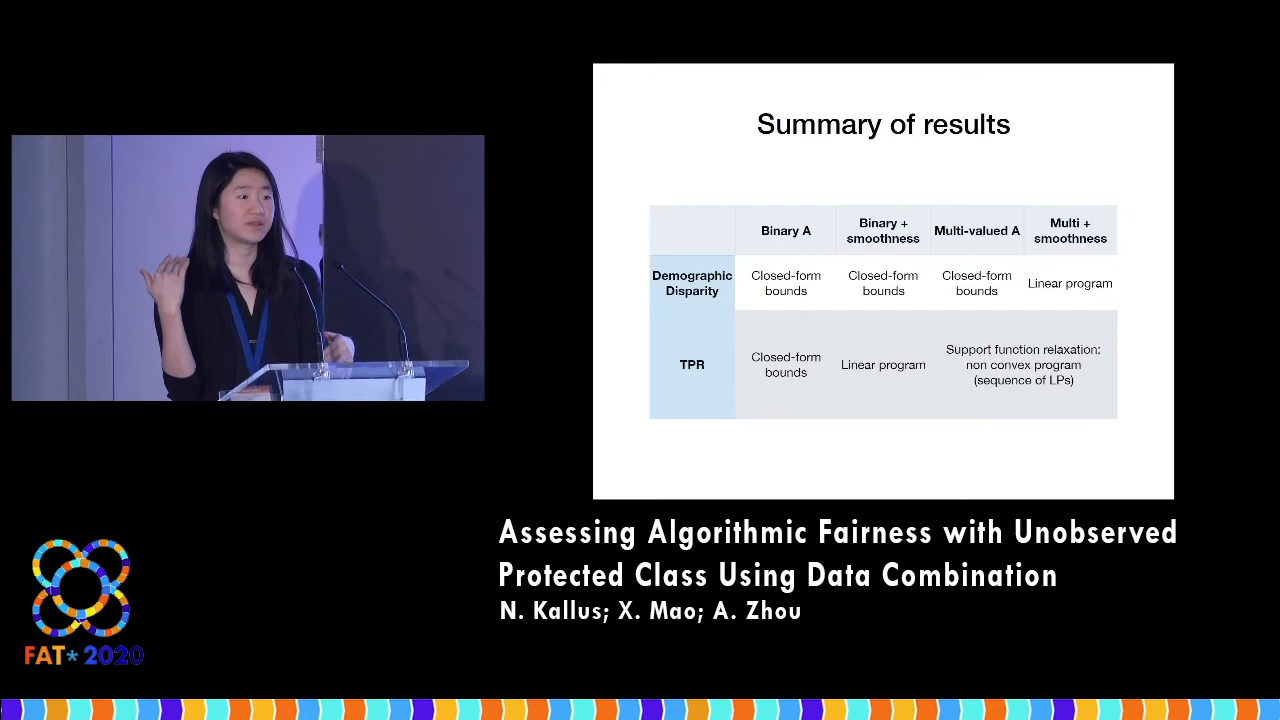 Summary of results
Binary A
Binary +
smoothness
Multi-valued A
Multi +
smoothness
Demographic
Disparity
Closed-form
bounds
Closed-form
bounds
Closed-form
bounds
Linear program
TPR
Closed-form
bounds
Linear program
Support function relaxation:
non convex program
(sequence of LPs)
Assessing Algorithmic Fairness with Unobserved
Protected Class Using Data Combination
N. Kallus; X. Mao; A. Zhou
FAT* 2020